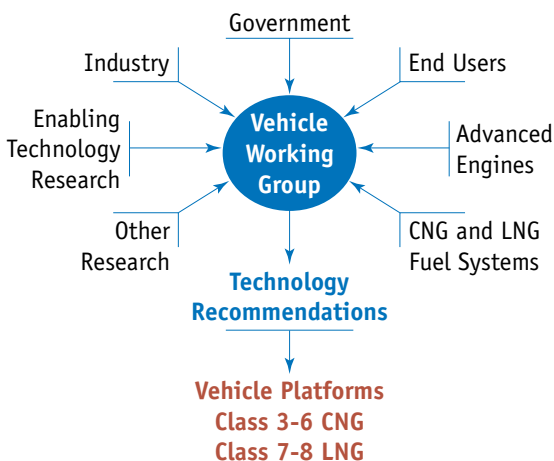 Government
Industry
End Users
Enabling
Technology
Research
Vehicle
Working
Group
Advanced
Engines
Other
Research
CNG and LNG
Fuel Systems
Technology
Recommendations
Vehicle Platforms
Class 3-6 CNG
Class 7-8 LNG